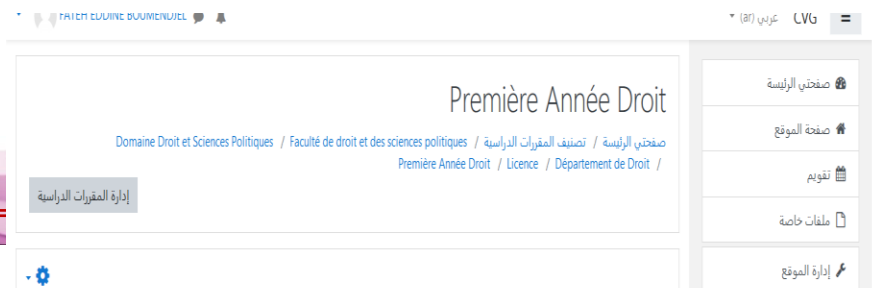 CVG عربي (ar)
FATEH EDDINE BOUMENDJEL
صفحتي الرئيسة
صفحة الموقع
تقويم
ملفات خاصة
إدارة الموقع
Première Année Droit
صفحتي الرئيسة / تصنيف المقررات الدراسية / Faculté de droit et des sciences politiques / Domaine Droit et Sciences Politiques
/ Département de Droit / Licence / Première Année Droit
إدارة المقررات الدراسية